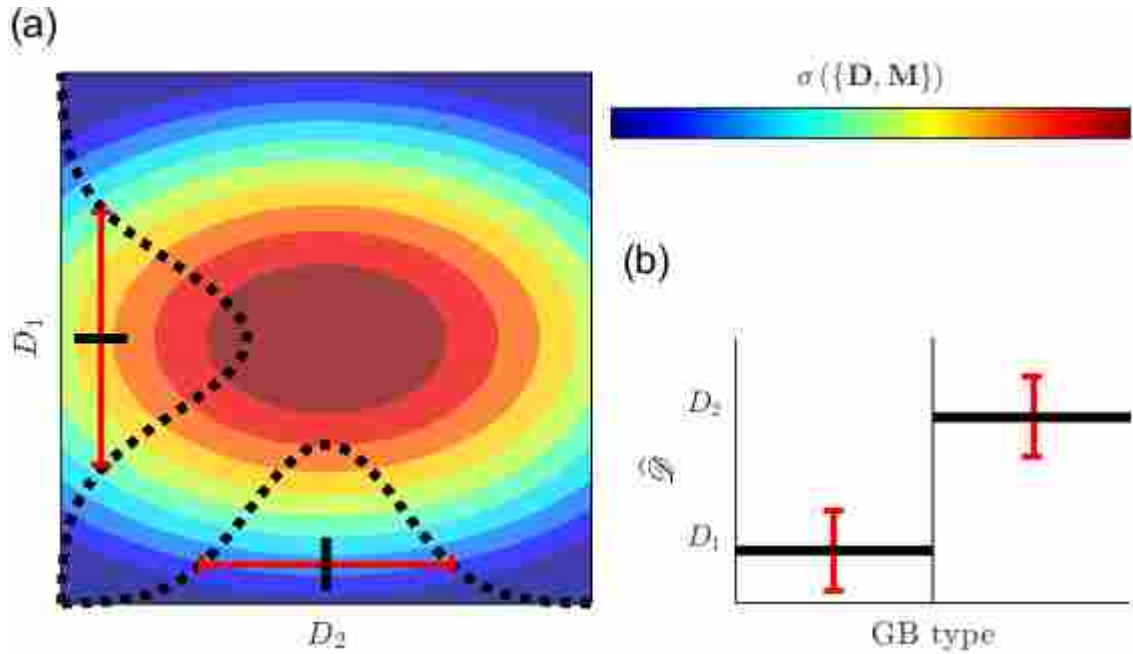 (a)
σ ({D, M})
D₁
D₂
(b)
D₂
D₁
GB type